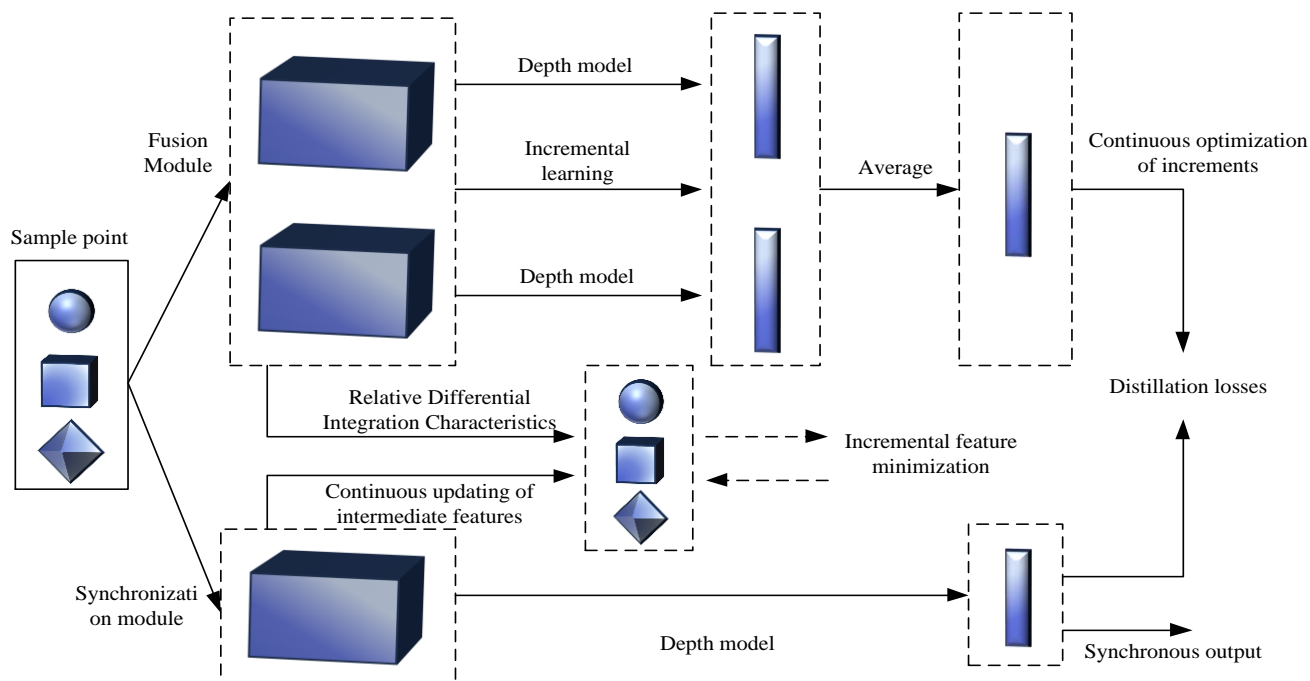 Depth model
Fusion
Module
Incremental
learning
Average
Continuous optimization
of increments
Sample point
Depth model
Relative Differential
Integration Characteristics
Distillation losses
Incremental feature
minimization
Continuous updating of
intermediate features
Synchronizati
on module
Depth model
Synchronous output